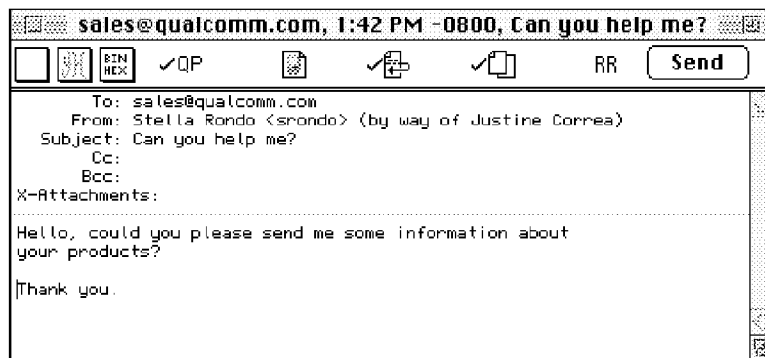 sales@qualcomm.com, 1:42 PM -0800, Can you help me?
BIN HEX QP RR Send
To: sales@qualcomm.com
From: Stella Rondo <srondo> (by way of Justine Correa)
Subject: Can you help me?
Cc:
Bcc:
X-Attachments:
Hello, could you please send me some information about
your products?
Thank you.